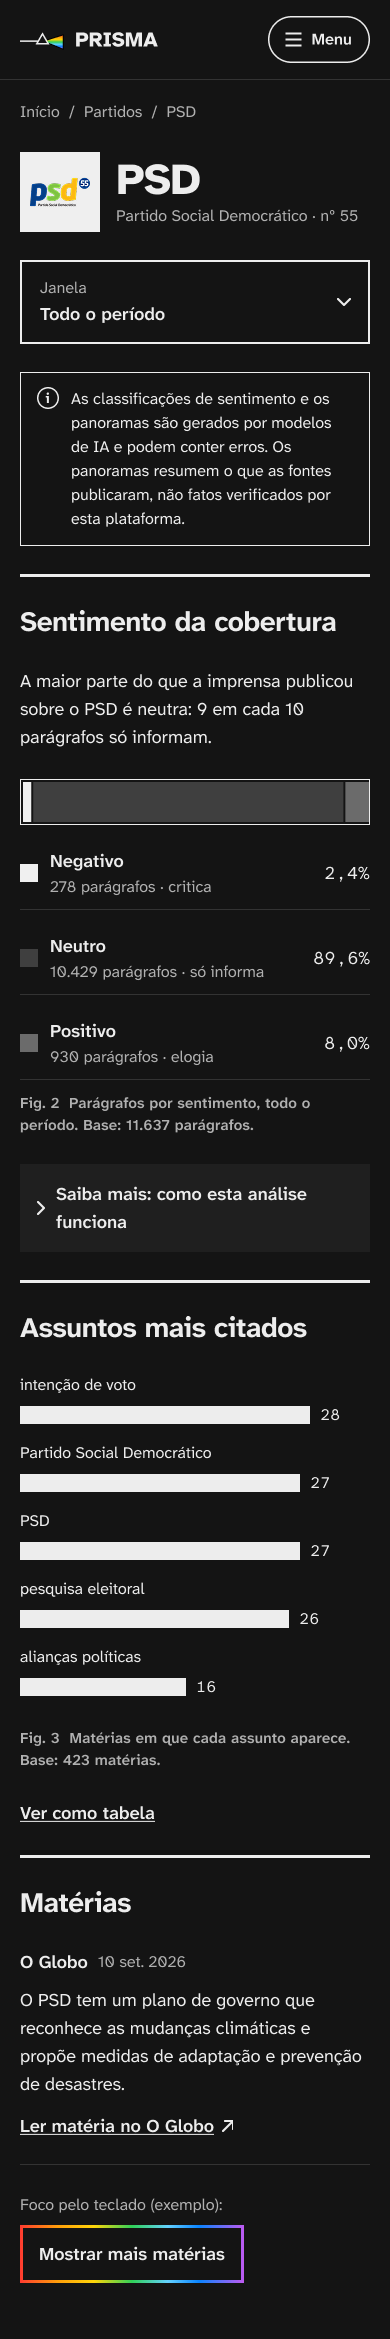 PRISMA
Menu
Início / Partidos / PSD
psd 55
Partido Social Democrático
PSD
Partido Social Democrático · nº 55
Janela
Todo o período
As classificações de sentimento e os
panoramas são gerados por modelos
de IA e podem conter erros. Os
panoramas resumem o que as fontes
publicaram, não fatos verificados por
esta plataforma.
Sentimento da cobertura
A maior parte do que a imprensa publicou
sobre o PSD é neutra: 9 em cada 10
parágrafos só informam.
Negativo
278 parágrafos · critica
2,4%
Neutro
10.429 parágrafos · só informa
89,6%
Positivo
930 parágrafos · elogia
8,0%
Fig. 2 Parágrafos por sentimento, todo o
período. Base: 11.637 parágrafos.
Saiba mais: como esta análise
funciona
Assuntos mais citados
intenção de voto
28
Partido Social Democrático
27
PSD
27
pesquisa eleitoral
26
alianças políticas
16
Fig. 3 Matérias em que cada assunto aparece.
Base: 423 matérias.
Ver como tabela
Matérias
O Globo 10 set. 2026
O PSD tem um plano de governo que
reconhece as mudanças climáticas e
propõe medidas de adaptação e prevenção
de desastres.
Ler matéria no O Globo
Foco pelo teclado (exemplo):
Mostrar mais matérias